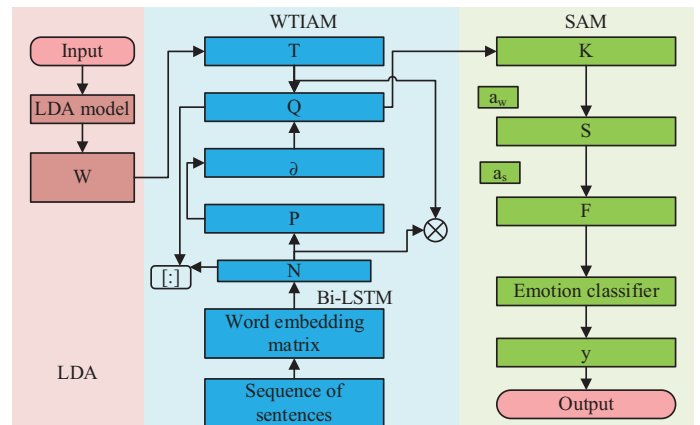 Input
LDA model
W
LDA
WTIAM
T
Q
∂
P
N
[:]
Bi-LSTM
Word embedding
matrix
Sequence of
sentences
SAM
K
a_w
S
a_s
F
Emotion classifier
y
Output